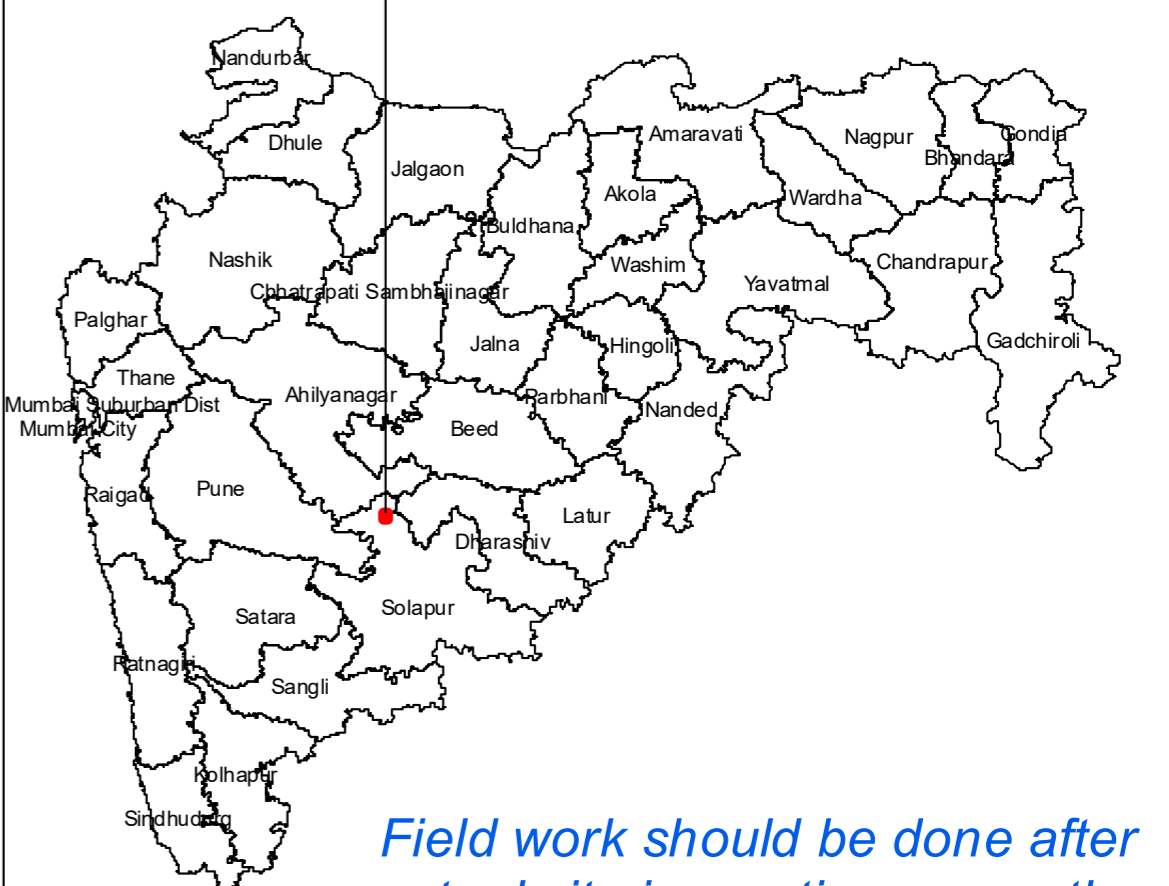 Nandurbar
Dhule
Jalgaon
Amaravati
Nagpur
Gondia
Bhandara
Akola
Wardha
Buldhana
Nashik
Washim
Chandrapur
Yavatmal
Chhatrapati Sambhajinagar
Palghar
Jalna
Hingoli
Gadchiroli
Thane
Ahilyanagar
Parbhani
Mumbai Suburban Dist
Nanded
Mumbai City
Beed
Raigad
Pune
Latur
Dharashiv
Satara
Solapur
Ratnagiri
Sangli
Kolhapur
Sindhudurg
Field work should be done after